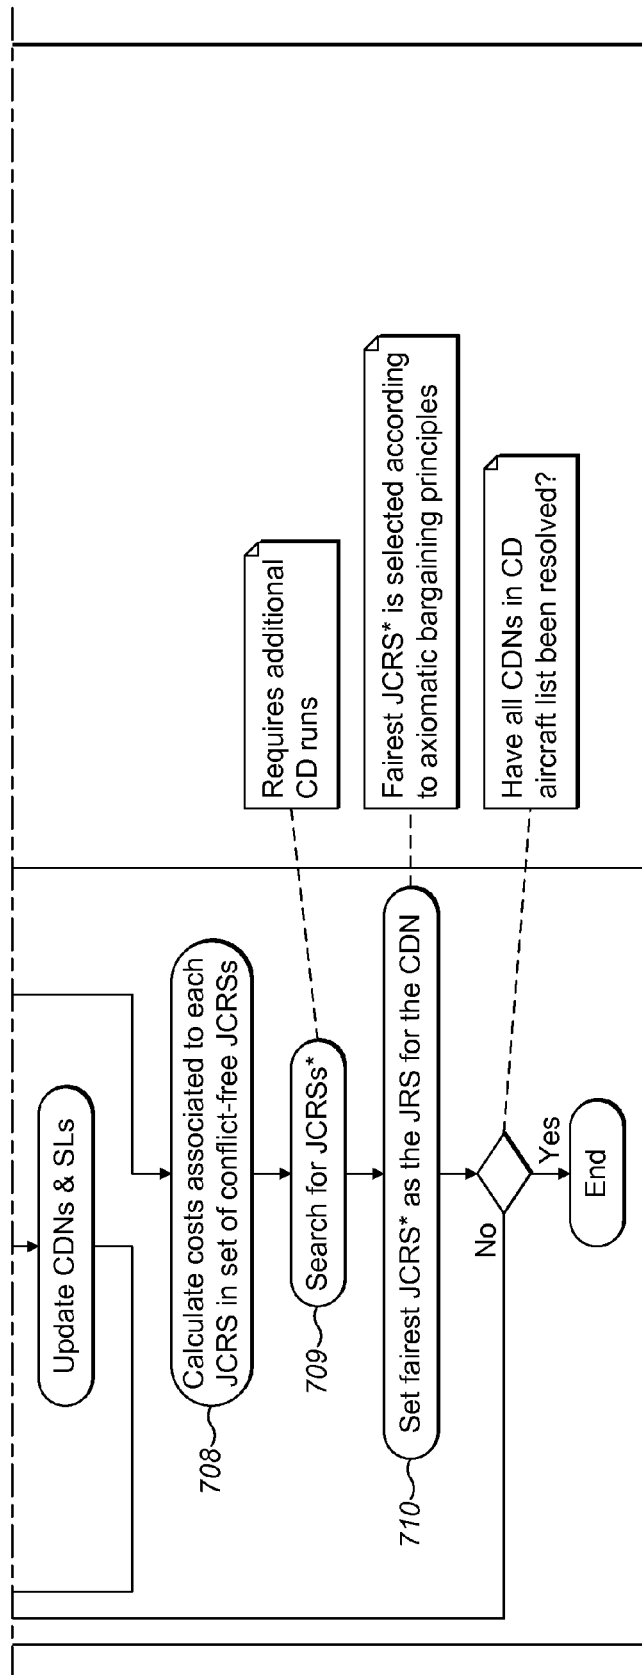 Update CDNs & SLs
Calculate costs associated to each
JCRS in set of conflict-free JCRSs
708
Search for JCRSs*
709
Requires additional
CD runs
Set fairest JCRS* as the JRS for the CDN
710
Fairest JCRS* is selected according
to axiomatic bargaining principles
No
Yes
Have all CDNs in CD
aircraft list been resolved?
End